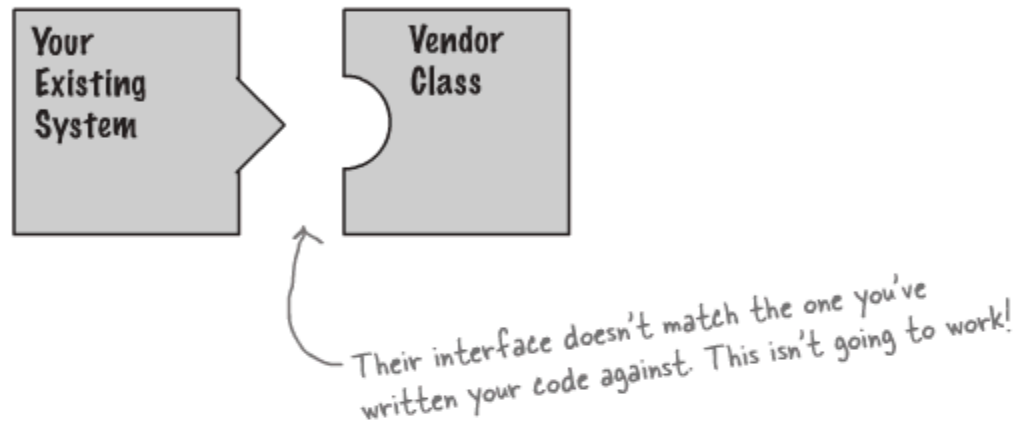 Your
Existing
System
Vendor
Class
Their interface doesn't match the one you've
written your code against. This isn't going to work!